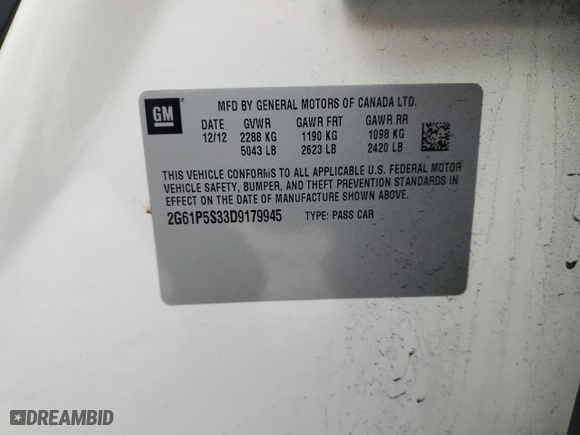 GM
MFD BY GENERAL MOTORS OF CANADA LTD.
DATE GVWR GAWR FRT GAWR RR
12/12 2288 KG 1190 KG 1098 KG
5043 LB 2623 LB 2420 LB
THIS VEHICLE CONFORMS TO ALL APPLICABLE U.S. FEDERAL MOTOR
VEHICLE SAFETY, BUMPER, AND THEFT PREVENTION STANDARDS IN
EFFECT ON THE DATE OF MANUFACTURE SHOWN ABOVE.
2G61P5S33D9179945 TYPE: PASS CAR
DREAMBID